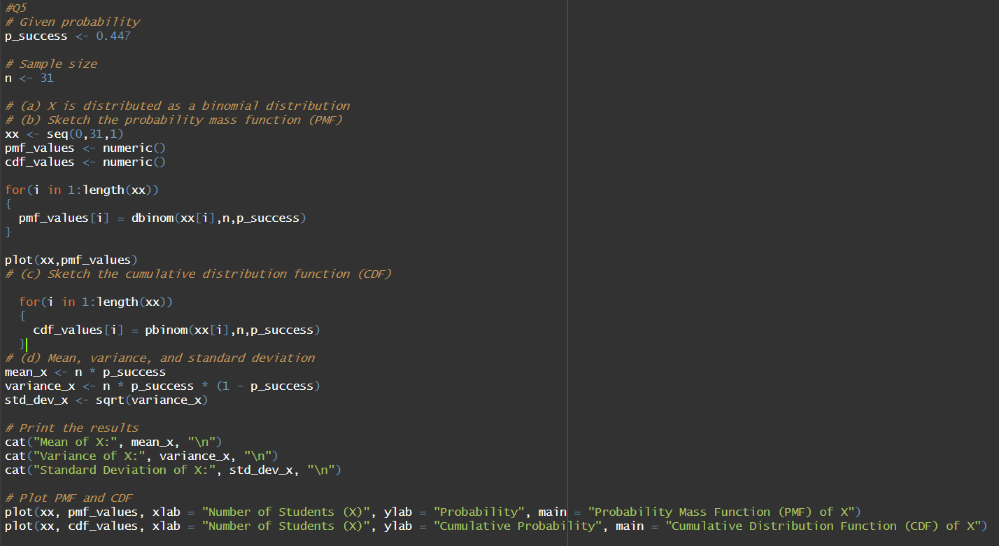 #Q5
# Given probability
p_success <- 0.447
# Sample size
n <- 31
# (a) X is distributed as a binomial distribution
# (b) Sketch the probability mass function (PMF)
xx <- seq(0,31,1)
pmf_values <- numeric()
cdf_values <- numeric()
for(i in 1:length(xx))
{
  pmf_values[i] = dbinom(xx[i],n,p_success)
}
plot(xx,pmf_values)
# (c) Sketch the cumulative distribution function (CDF)
  for(i in 1:length(xx))
  {
    cdf_values[i] = pbinom(xx[i],n,p_success)
  }
# (d) Mean, variance, and standard deviation
mean_x <- n * p_success
variance_x <- n * p_success * (1 - p_success)
std_dev_x <- sqrt(variance_x)
# Print the results
cat("Mean of X:", mean_x, "\n")
cat("Variance of X:", variance_x, "\n")
cat("Standard Deviation of X:", std_dev_x, "\n")
# Plot PMF and CDF
plot(xx, pmf_values, xlab = "Number of Students (X)", ylab = "Probability", main = "Probability Mass Function (PMF) of X")
plot(xx, cdf_values, xlab = "Number of Students (X)", ylab = "Cumulative Probability", main = "Cumulative Distribution Function (CDF) of X")